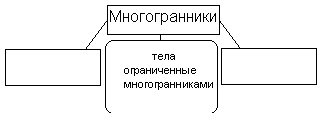 Многогранники
тела
ограниченные
многогранниками